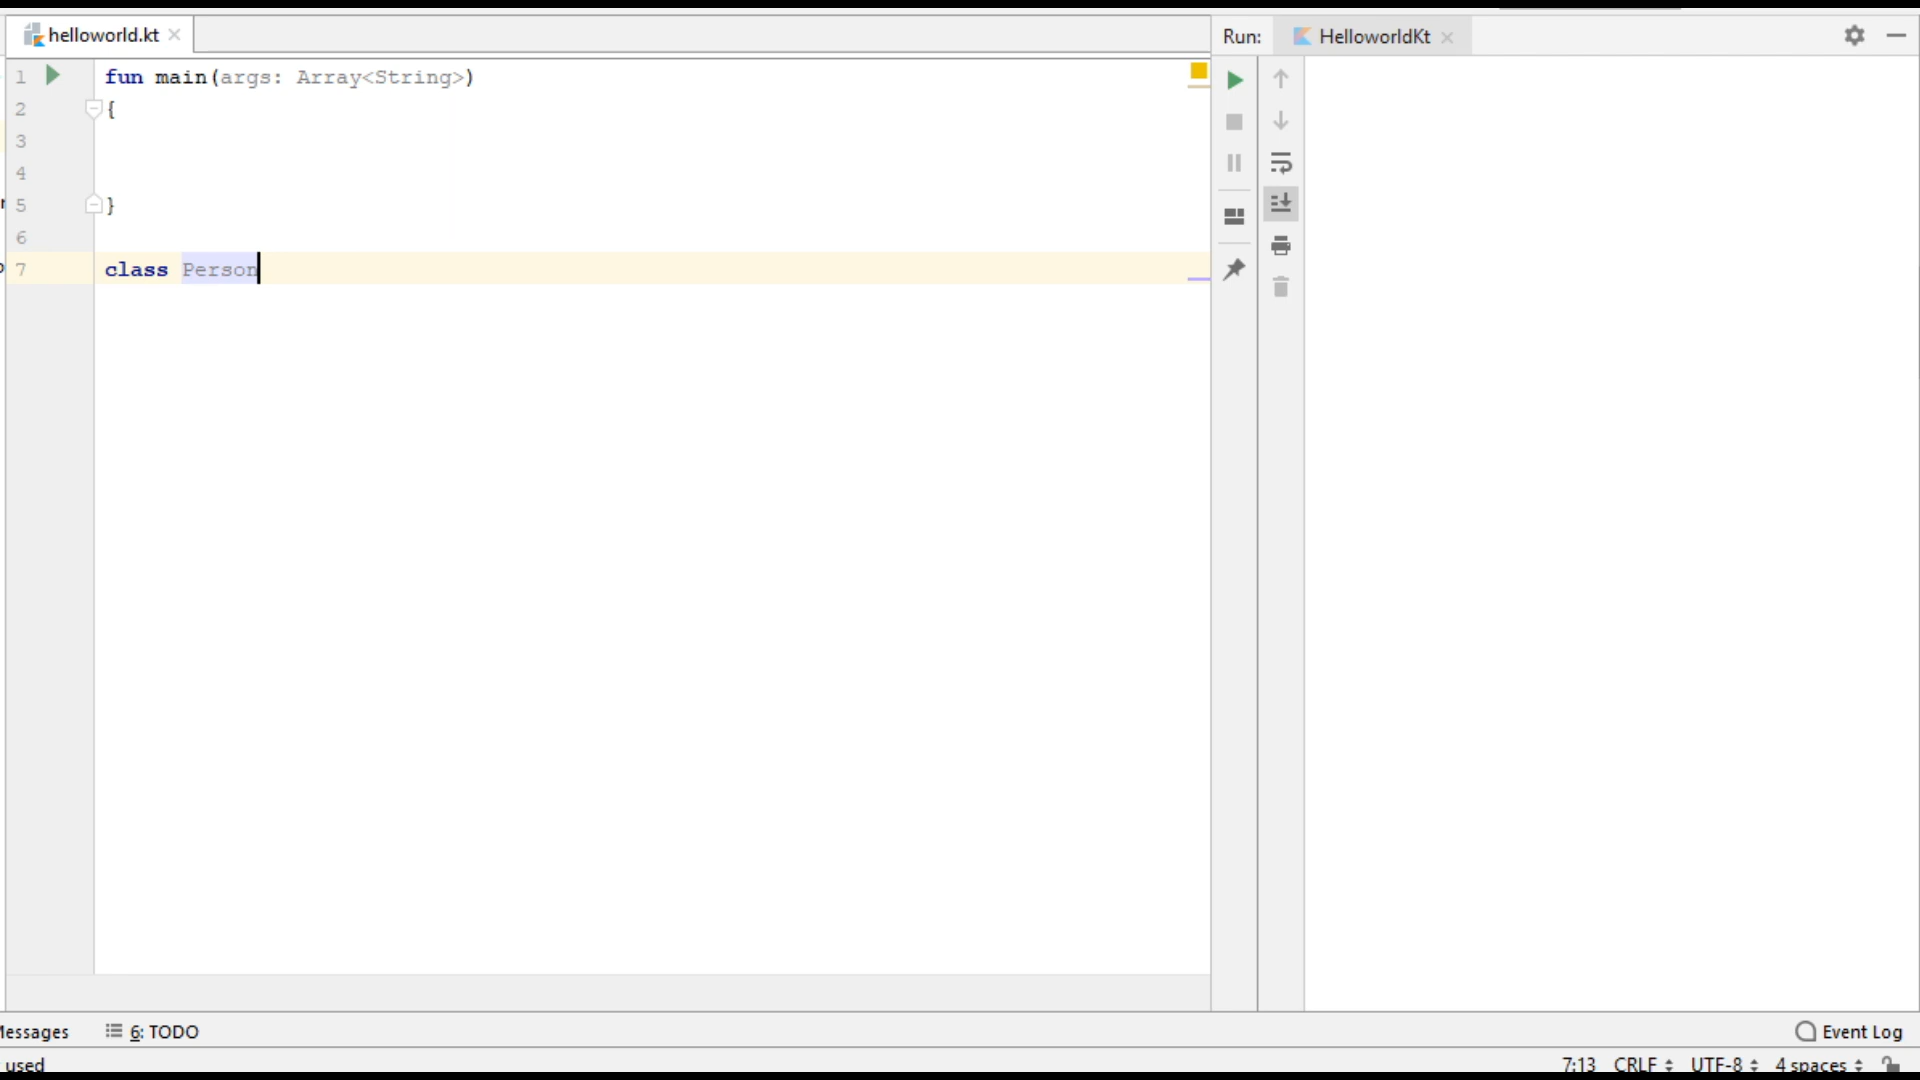 helloworld.kt
Run: HelloworldKt
1 fun main(args: Array<String>)
2 {
3
4
5 }
6
7 class Person
Messages 6: TODO Event Log
used 7:13 CRLF UTF-8 4 spaces